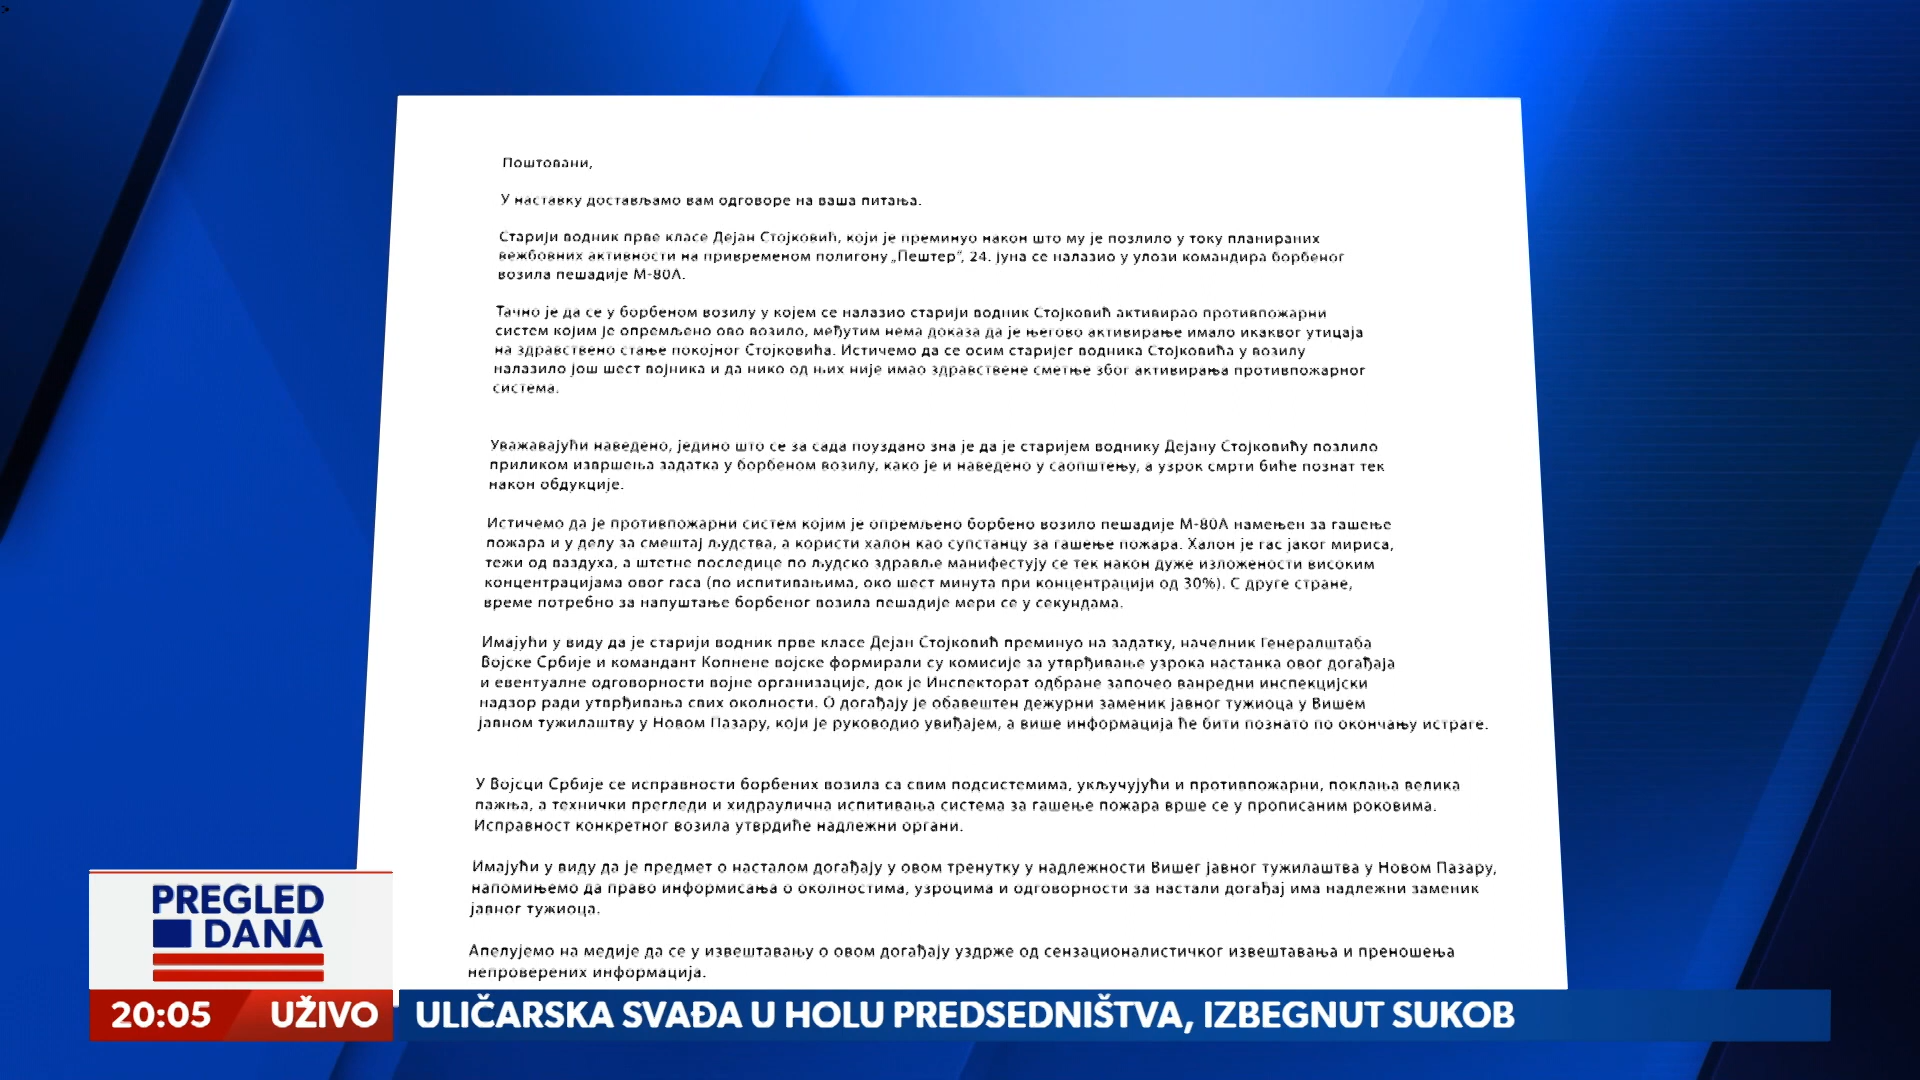 Поштовани,
У наставку достављамо вам одговоре на ваша питања.
Старији водник прве класе Дејан Стојковић, који је преминуо након што му је позлило у току планираних
вежбовних активности на привременом полигону „Пештер“, 24. јуна се налазио у улози командира борбеног
возила пешадије М-80А.
Тачно је да се у борбеном возилу у којем се налазио старији водник Стојковић активирао противпожарни
систем којим је опремљено ово возило, међутим нема доказа да је његово активирање имало икаквог утицаја
на здравствено стање покојног Стојковића. Истичемо да се осим старијег водника Стојковића у возилу
налазило још шест војника и да нико од њих није имао здравствене сметње због активирања противпожарног
система.
Уважавајући наведено, једино што се за сада поуздано зна је да је старијем воднику Дејану Стојковићу позлило
приликом извршења задатка у борбеном возилу, како је и наведено у саопштењу, а узрок смрти биће познат тек
након обдукције.
Истичемо да је противпожарни систем којим је опремљено борбено возило пешадије М-80А намењен за гашење
пожара и у делу за смештај људства, а користи халон као супстанцу за гашење пожара. Халон је гас јаког мириса,
тежи од ваздуха, а штетне последице по људско здравље манифестују се тек након дуже изложености високим
концентрацијама овог гаса (по испитивањима, око шест минута при концентрацији од 30%). С друге стране,
време потребно за напуштање борбеног возила пешадије мери се у секундама.
Имајући у виду да је старији водник прве класе Дејан Стојковић преминуо на задатку, начелник Генералштаба
Војске Србије и командант Копнене војске формирали су комисије за утврђивање узрока настанка овог догађаја
и евентуалне одговорности војне организације, док је Инспекторат одбране започео ванредни инспекцијски
надзор ради утврђивања свих околности. О догађају је обавештен дежурни заменик јавног тужиоца у Вишем
јавном тужилаштву у Новом Пазару, који је руководио увиђајем, а више информација ће бити познато по окончању истраге.
У Војсци Србије се исправности борбених возила са свим подсистемима, укључујући и противпожарни, поклања велика
пажња, а технички прегледи и хидраулична испитивања система за гашење пожара врше се у прописаним роковима.
Исправност конкретног возила утврдиће надлежни органи.
Имајући у виду да је предмет о насталом догађају у овом тренутку у надлежности Вишег јавног тужилаштва у Новом Пазару,
напомињемо да право информисања о околностима, узроцима и одговорности за настали догађај има надлежни заменик
јавног тужиоца.
Апелујемо на медије да се у извештавању о овом догађају уздрже од сензационалистичког извештавања и преношења
непроверених информација.
PREGLED
DANA
20:05 UŽIVO
ULIČARSKA SVAĐA U HOLU PREDSEDNIŠTVA, IZBEGNUT SUKOB